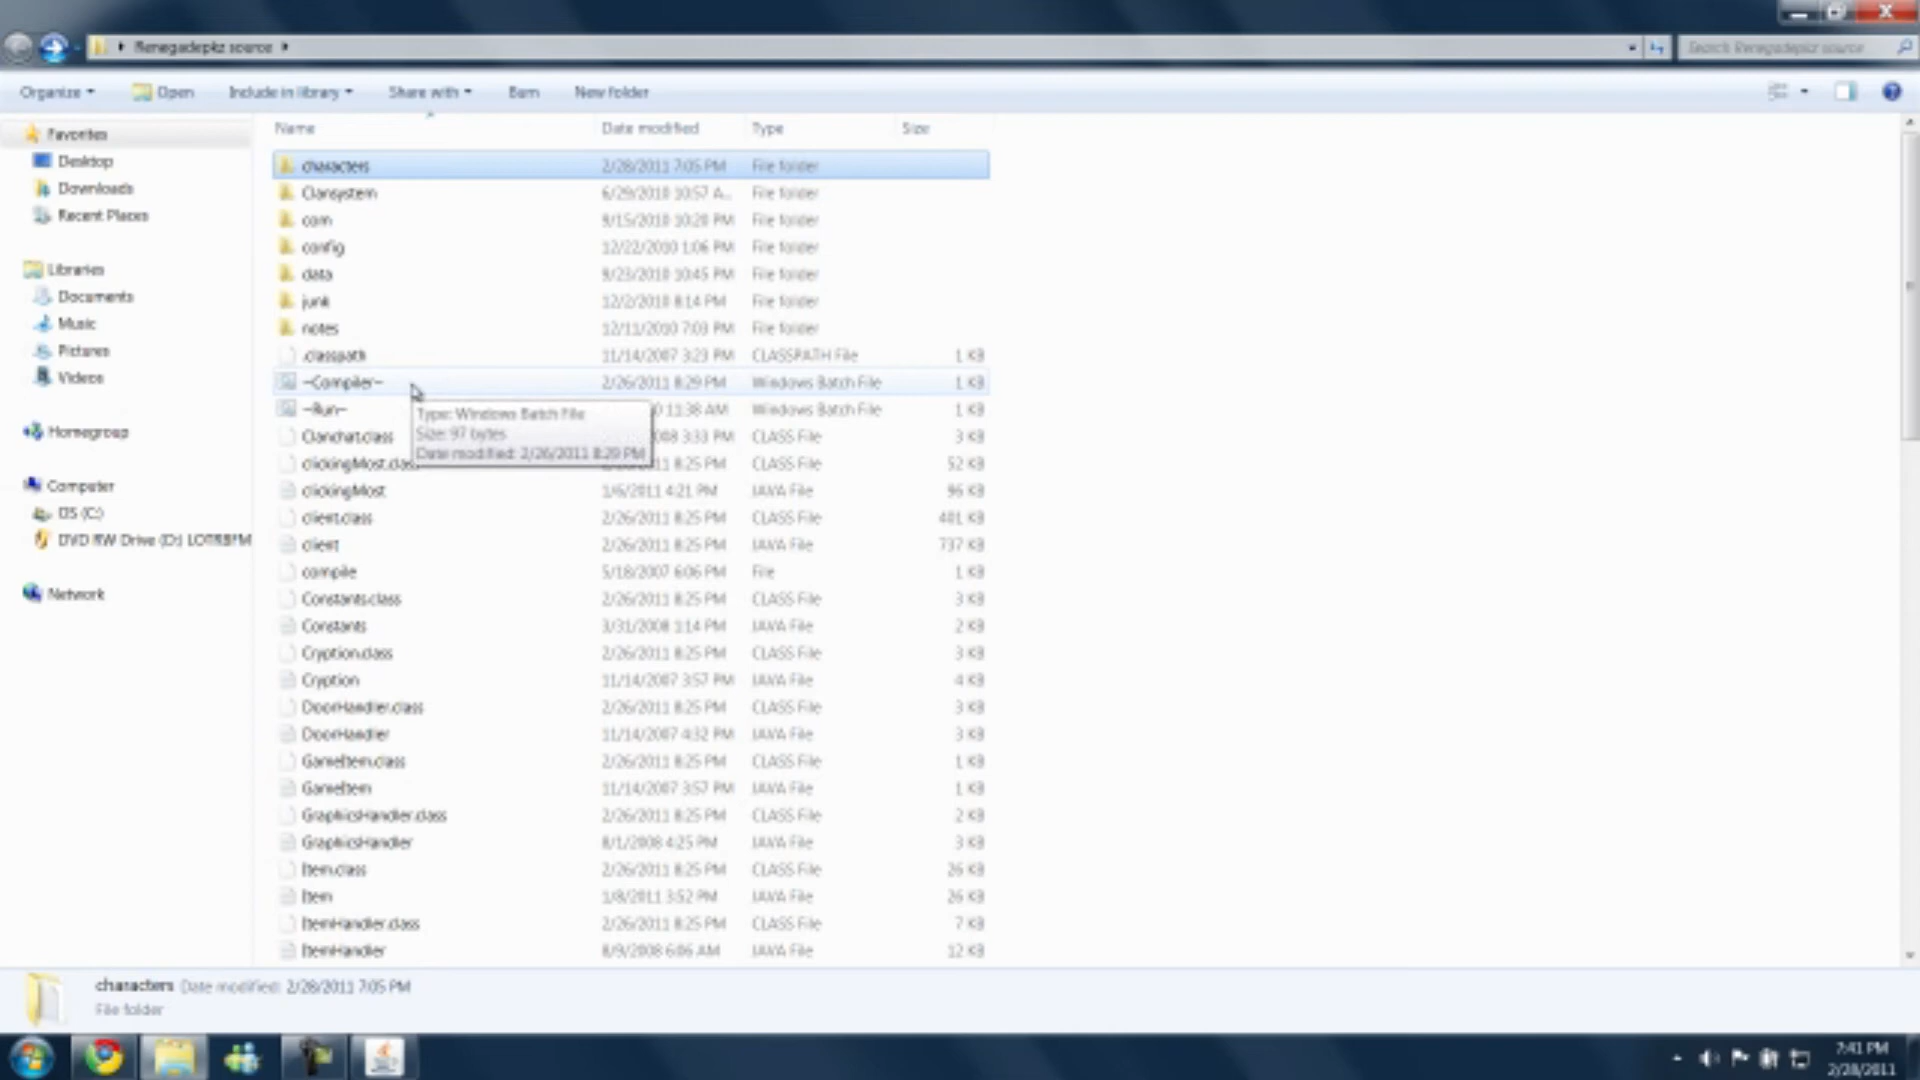 Renegadepkz source
Search Renegadepkz source
Organize Open Include in library Share with Burn New folder
Name Date modified Type Size
Favorites
Desktop
Downloads
Recent Places
Libraries
Documents
Music
Pictures
Videos
Homegroup
Computer
OS (C:)
DVD RW Drive (D:) LOTRBFM
Network
characters 2/28/2011 7:05 PM File folder
Clansystem 6/29/2010 10:57 A... File folder
com 9/15/2010 10:20 PM File folder
config 12/22/2010 1:06 PM File folder
data 9/23/2010 10:45 PM File folder
junk 12/2/2010 8:14 PM File folder
notes 12/11/2010 7:03 PM File folder
.classpath 11/14/2007 3:23 PM CLASSPATH File 1 KB
~Compiler~ 2/26/2011 8:29 PM Windows Batch File 1 KB
~Run~ 0 11:38 AM Windows Batch File 1 KB
Type: Windows Batch File
Size: 97 bytes
Date modified: 2/26/2011 8:29 PM
Clanchat.class 008 3:33 PM CLASS File 3 KB
clickingMost.class 8:25 PM CLASS File 52 KB
clickingMost 1/6/2011 4:21 PM JAVA File 96 KB
client.class 2/26/2011 8:25 PM CLASS File 401 KB
client 2/26/2011 8:25 PM JAVA File 737 KB
compile 5/18/2007 6:06 PM File 1 KB
Constants.class 2/26/2011 8:25 PM CLASS File 3 KB
Constants 3/31/2008 1:14 PM JAVA File 2 KB
Cryption.class 2/26/2011 8:25 PM CLASS File 3 KB
Cryption 11/14/2007 3:57 PM JAVA File 4 KB
DoorHandler.class 2/26/2011 8:25 PM CLASS File 3 KB
DoorHandler 11/14/2007 4:32 PM JAVA File 3 KB
GameItem.class 2/26/2011 8:25 PM CLASS File 1 KB
GameItem 11/14/2007 3:57 PM JAVA File 1 KB
GraphicsHandler.class 2/26/2011 8:25 PM CLASS File 2 KB
GraphicsHandler 8/1/2008 4:25 PM JAVA File 3 KB
Item.class 2/26/2011 8:25 PM CLASS File 26 KB
Item 1/8/2011 3:52 PM JAVA File 26 KB
ItemHandler.class 2/26/2011 8:25 PM CLASS File 7 KB
ItemHandler 8/9/2008 6:06 AM JAVA File 12 KB
characters Date modified: 2/28/2011 7:05 PM
File folder
7:41 PM
2/28/2011